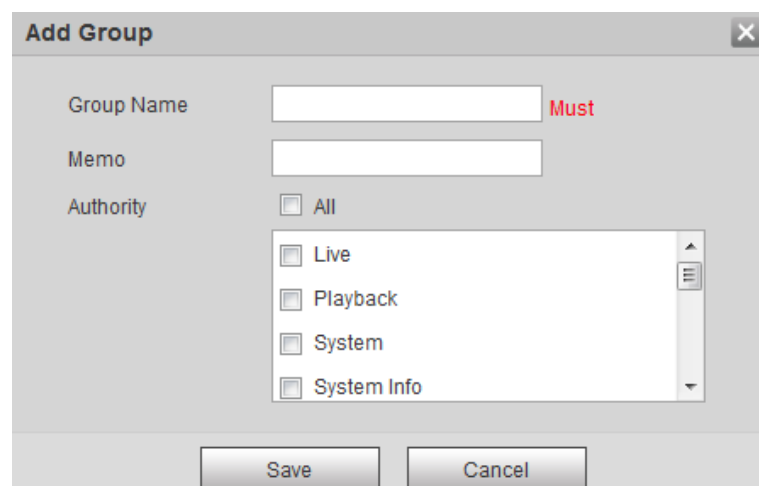 Add Group
Group Name Must
Memo
Authority All
Live
Playback
System
System Info
Save Cancel